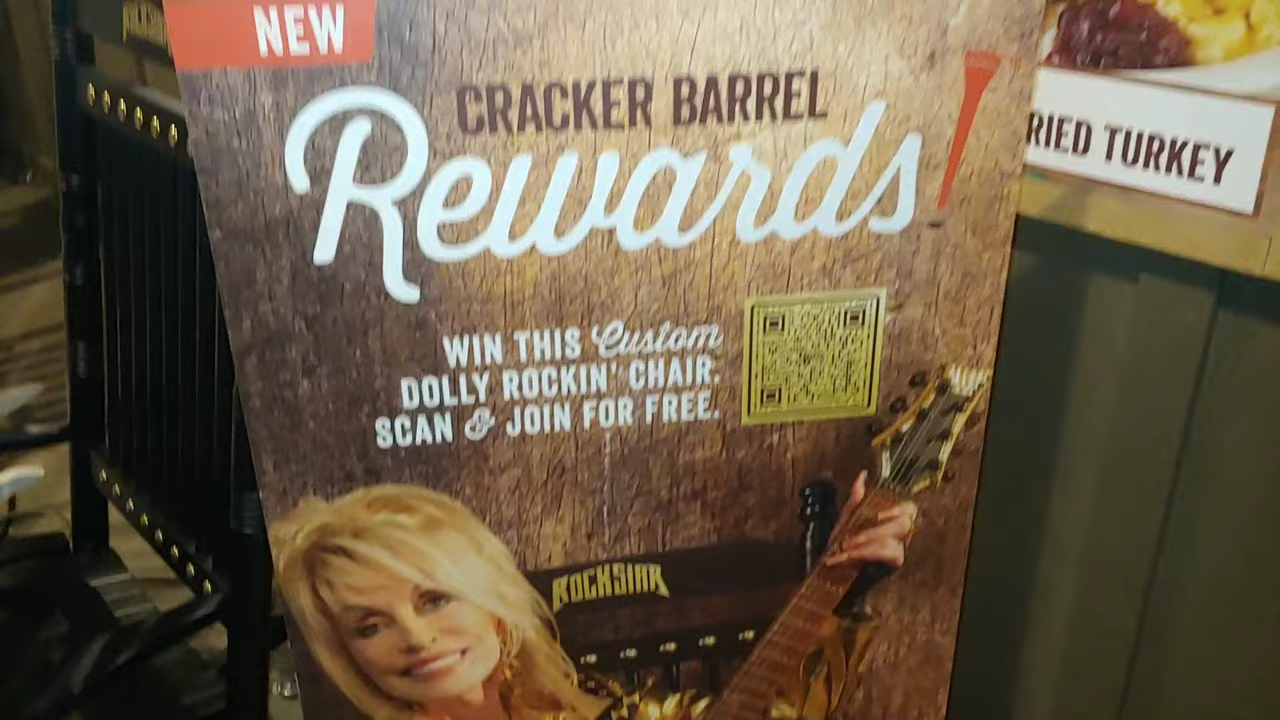 NEW
CRACKER BARREL
Rewards!
WIN THIS Custom
DOLLY ROCKIN' CHAIR.
SCAN & JOIN FOR FREE.
ROCKSTAR
RIED TURKEY